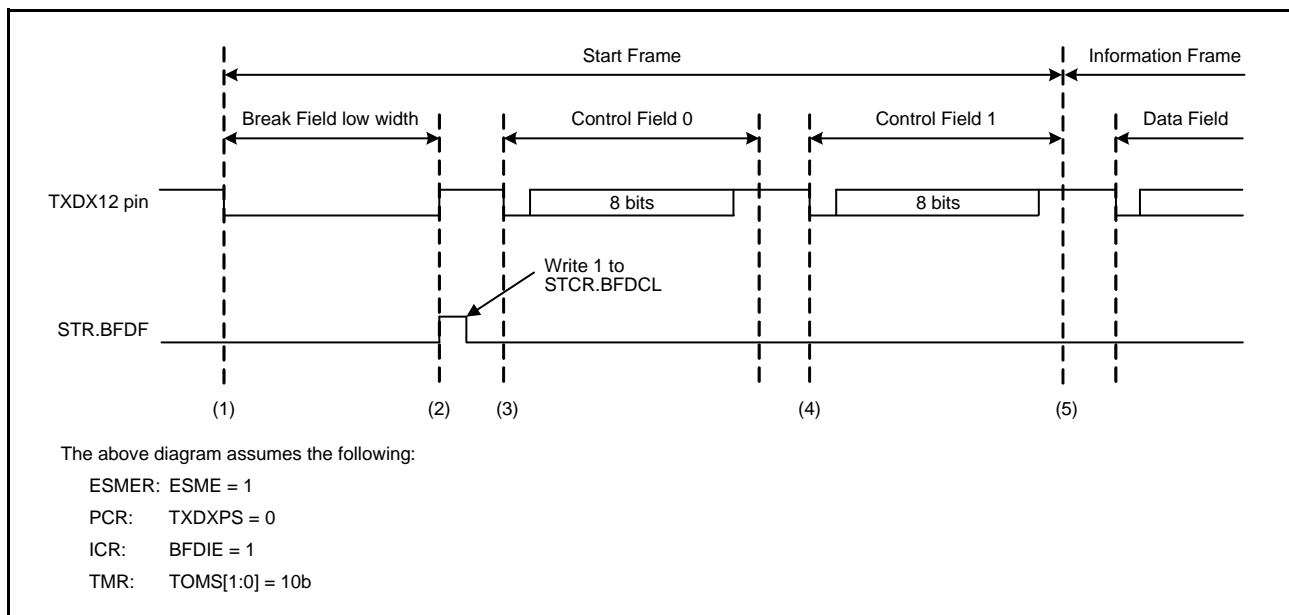 Start Frame Information Frame
Break Field low width Control Field 0 Control Field 1 Data Field
TXDX12 pin 8 bits 8 bits
Write 1 to
STCR.BFDCL
STR.BFDF
(1) (2) (3) (4) (5)
The above diagram assumes the following:
ESMER: ESME = 1
PCR: TXDXPS = 0
ICR: BFDIE = 1
TMR: TOMS[1:0] = 10b